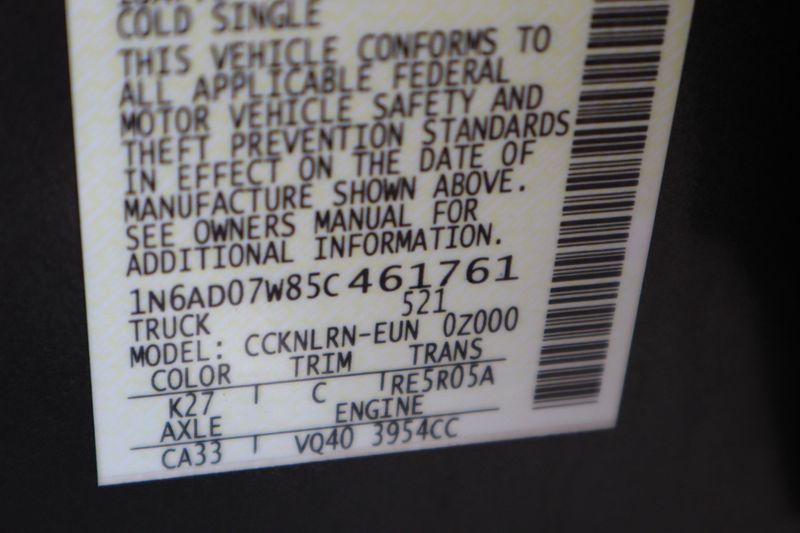 COLD SINGLE
THIS VEHICLE CONFORMS TO
ALL APPLICABLE FEDERAL
MOTOR VEHICLE SAFETY AND
THEFT PREVENTION STANDARDS
IN EFFECT ON THE DATE OF
MANUFACTURE SHOWN ABOVE.
SEE OWNERS MANUAL FOR
ADDITIONAL INFORMATION.
1N6AD07W85C461761
TRUCK 521
MODEL: CCKNLRN-EUN 0Z000
COLOR TRIM TRANS
K27 C RE5R05A
AXLE ENGINE
CA33 VQ40 3954CC